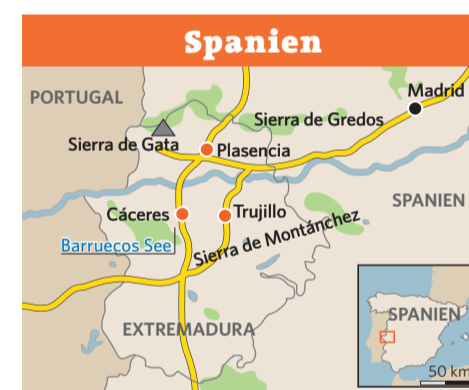 Spanien
Madrid
PORTUGAL
Sierra de Gredos
Sierra de Gata
Plasencia
SPANIEN
Cáceres
Trujillo
Barruecos See
Sierra de Montánchez
EXTREMADURA
SPANIEN
50 km